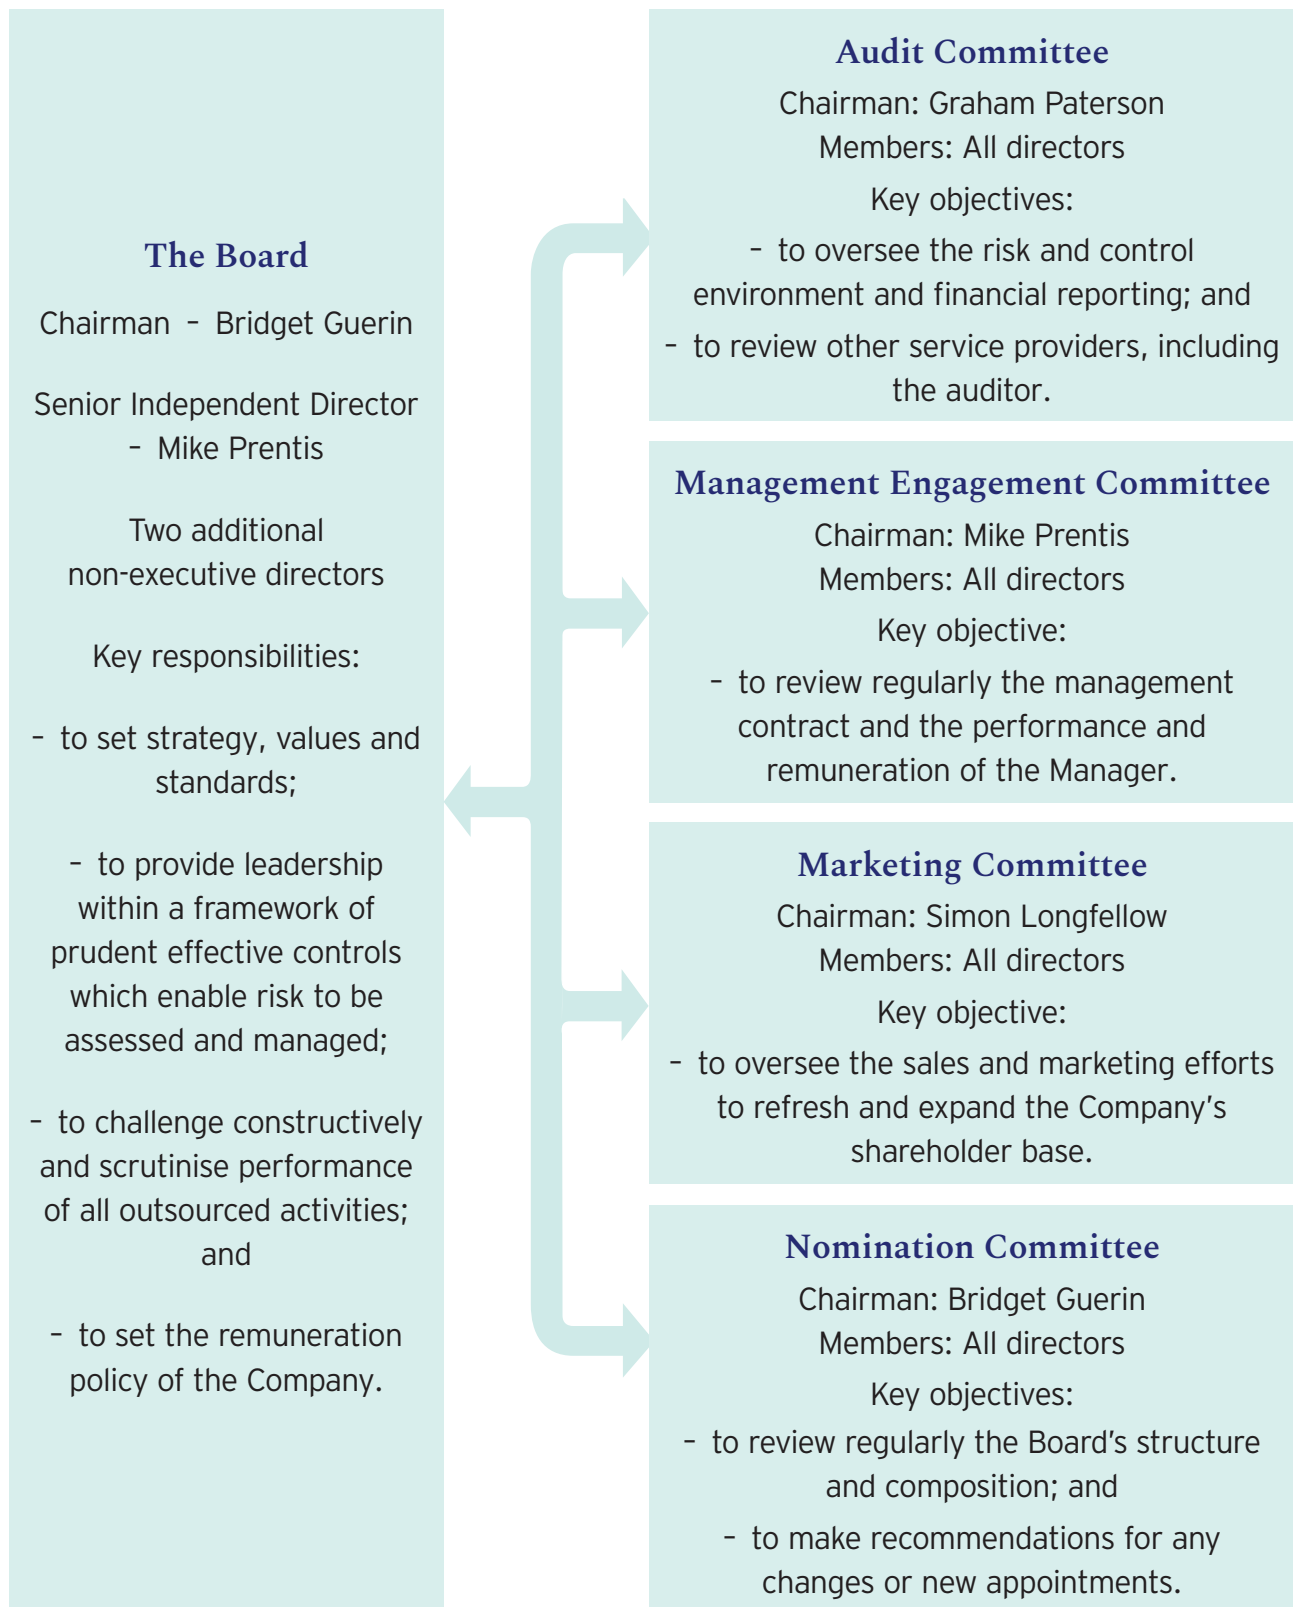 The Board
Chairman – Bridget Guerin
Senior Independent Director
– Mike Prentis
Two additional
non-executive directors
Key responsibilities:
– to set strategy, values and
standards;
– to provide leadership
within a framework of
prudent effective controls
which enable risk to be
assessed and managed;
– to challenge constructively
and scrutinise performance
of all outsourced activities;
and
– to set the remuneration
policy of the Company.
Audit Committee
Chairman: Graham Paterson
Members: All directors
Key objectives:
– to oversee the risk and control
environment and financial reporting; and
– to review other service providers, including
the auditor.
Management Engagement Committee
Chairman: Mike Prentis
Members: All directors
Key objective:
– to review regularly the management
contract and the performance and
remuneration of the Manager.
Marketing Committee
Chairman: Simon Longfellow
Members: All directors
Key objective:
– to oversee the sales and marketing efforts
to refresh and expand the Company’s
shareholder base.
Nomination Committee
Chairman: Bridget Guerin
Members: All directors
Key objectives:
– to review regularly the Board’s structure
and composition; and
– to make recommendations for any
changes or new appointments.